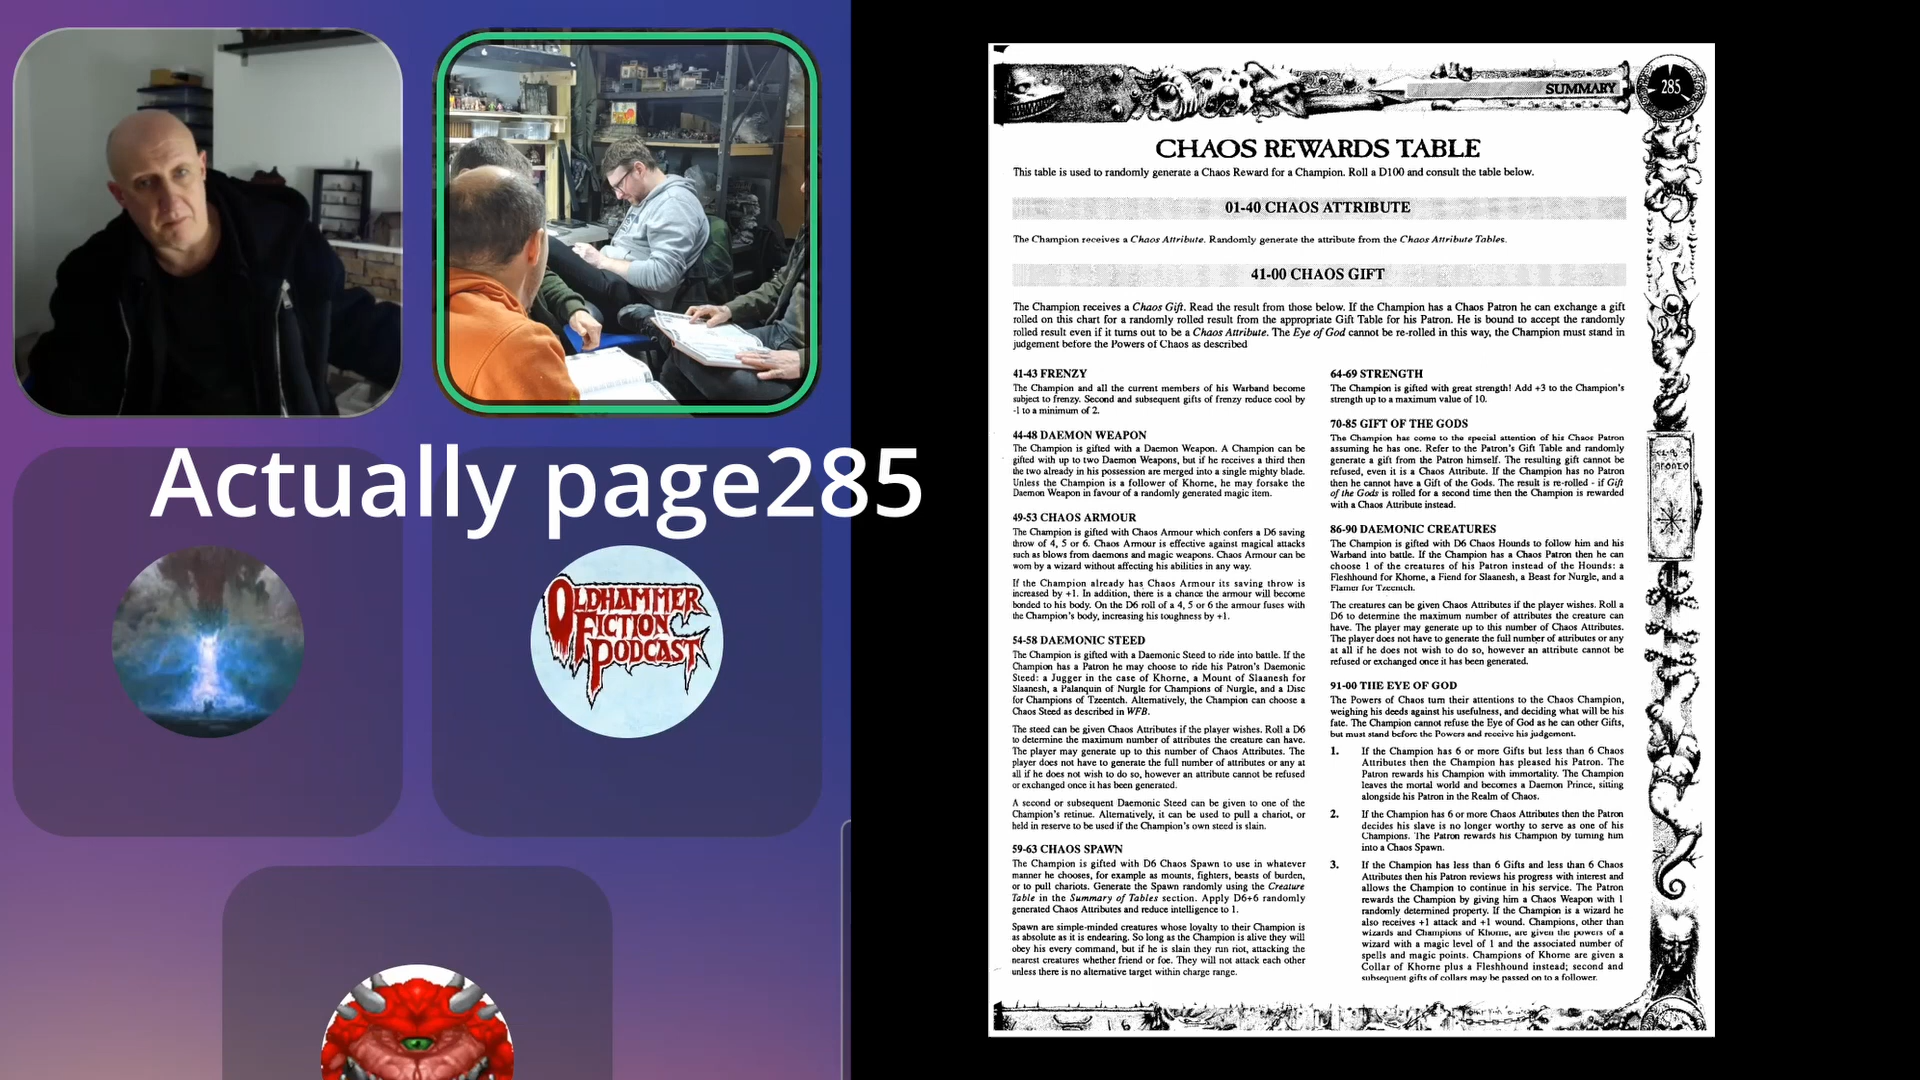 Actually page285
OLDHAMMER
FICTION
PODCAST
SUMMARY
285
CHAOS REWARDS TABLE
This table is used to randomly generate a Chaos Reward for a Champion. Roll a D100 and consult the table below.
01-40 CHAOS ATTRIBUTE
The Champion receives a Chaos Attribute. Randomly generate the attribute from the Chaos Attribute Tables.
41-00 CHAOS GIFT
The Champion receives a Chaos Gift. Read the result from those below. If the Champion has a Chaos Patron he can exchange a gift
rolled on this chart for a randomly rolled result from the appropriate Gift Table for his Patron. He is bound to accept the randomly
rolled result even if it turns out to be a Chaos Attribute. The Eye of God cannot be re-rolled in this way, the Champion must stand in
judgement before the Powers of Chaos as described
41-43 FRENZY
The Champion and all the current members of his Warband become
subject to frenzy. Second and subsequent gifts of frenzy reduce cool by
-1 to a minimum of 2.
44-48 DAEMON WEAPON
The Champion is gifted with a Daemon Weapon. A Champion can be
gifted with up to two Daemon Weapons, but if he receives a third then
the two already in his possession are merged into a single mighty blade.
Unless the Champion is a follower of Khorne, he may forsake the
Daemon Weapon in favour of a randomly generated magic item.
49-53 CHAOS ARMOUR
The Champion is gifted with Chaos Armour which confers a D6 saving
throw of 4, 5 or 6. Chaos Armour is effective against magical attacks
such as blows from daemons and magic weapons. Chaos Armour can be
worn by a wizard without affecting his abilities in any way.
If the Champion already has Chaos Armour its saving throw is
increased by +1. In addition, there is a chance the armour will become
bonded to his body. On the D6 roll of a 4, 5 or 6 the armour fuses with
the Champion's body, increasing his toughness by +1.
54-58 DAEMONIC STEED
The Champion is gifted with a Daemonic Steed to ride into battle. If the
Champion has a Patron he may choose to ride his Patron's Daemonic
Steed: a Jugger in the case of Khorne, a Mount of Slaanesh for
Slaanesh, a Palanquin of Nurgle for Champions of Nurgle, and a Disc
for Champions of Tzeentch. Alternatively, the Champion can choose a
Chaos Steed as described in WFB.
The steed can be given Chaos Attributes if the player wishes. Roll a D6
to determine the maximum number of attributes the creature can have.
The player may generate up to this number of Chaos Attributes. The
player does not have to generate the full number of attributes or any at
all if he does not wish to do so, however an attribute cannot be refused
or exchanged once it has been generated.
A second or subsequent Daemonic Steed can be given to one of the
Champion's retinue. Alternatively, it can be used to pull a chariot, or
held in reserve to be used if the Champion's own steed is slain.
59-63 CHAOS SPAWN
The Champion is gifted with D6 Chaos Spawn to use in whatever
manner he chooses, for example as mounts, fighters, beasts of burden,
or to pull chariots. Generate the Spawn randomly using the Creature
Table in the Summary of Tables section. Apply D6+6 randomly
generated Chaos Attributes and reduce intelligence to 1.
Spawn are simple-minded creatures whose loyalty to their Champion is
as absolute as it is endearing. So long as the Champion is alive they will
obey his every command, but if he is slain they run riot, attacking the
nearest creatures whether friend or foe. They will not attack each other
unless there is no alternative target within charge range.
64-69 STRENGTH
The Champion is gifted with great strength! Add +3 to the Champion's
strength up to a maximum value of 10.
70-85 GIFT OF THE GODS
The Champion has come to the special attention of his Chaos Patron
assuming he has one. Refer to the Patron's Gift Table and randomly
generate a gift from the Patron himself. The resulting gift cannot be
refused, even it is a Chaos Attribute. If the Champion has no Patron
then he cannot have a Gift of the Gods. The result is re-rolled - if Gift
of the Gods is rolled for a second time then the Champion is rewarded
with a Chaos Attribute instead.
86-90 DAEMONIC CREATURES
The Champion is gifted with D6 Chaos Hounds to follow him and his
Warband into battle. If the Champion has a Chaos Patron then he can
choose 1 of the creatures of his Patron instead of the Hounds: a
Fleshhound for Khorne, a Fiend for Slaanesh, a Beast for Nurgle, and a
Flamer for Tzeentch.
The creatures can be given Chaos Attributes if the player wishes. Roll a
D6 to determine the maximum number of attributes the creature can
have. The player may generate up to this number of Chaos Attributes.
The player does not have to generate the full number of attributes or any
at all if he does not wish to do so, however an attribute cannot be
refused or exchanged once it has been generated.
91-00 THE EYE OF GOD
The Powers of Chaos turn their attentions to the Chaos Champion,
weighing his deeds against his usefulness, and deciding what will be his
fate. The Champion cannot refuse the Eye of God as he can other Gifts,
but must stand before the Powers and receive his judgement.
1. If the Champion has 6 or more Gifts but less than 6 Chaos
Attributes then the Champion has pleased his Patron. The
Patron rewards his Champion with immortality. The Champion
leaves the mortal world and becomes a Daemon Prince, sitting
alongside his Patron in the Realm of Chaos.
2. If the Champion has 6 or more Chaos Attributes then the Patron
decides his slave is no longer worthy to serve as one of his
Champions. The Patron rewards his Champion by turning him
into a Chaos Spawn.
3. If the Champion has less than 6 Gifts and less than 6 Chaos
Attributes then his Patron reviews his progress with interest and
allows the Champion to continue in his service. The Patron
rewards the Champion by giving him a Chaos Weapon with 1
randomly determined property. If the Champion is a wizard he
also receives +1 attack and +1 wound. Champions, other than
wizards and Champions of Khorne, are given the powers of a
wizard with a magic level of 1 and the associated number of
spells and magic points. Champions of Khorne are given a
Collar of Khorne plus a Fleshhound instead; second and
subsequent gifts of collars may be passed on to a follower.